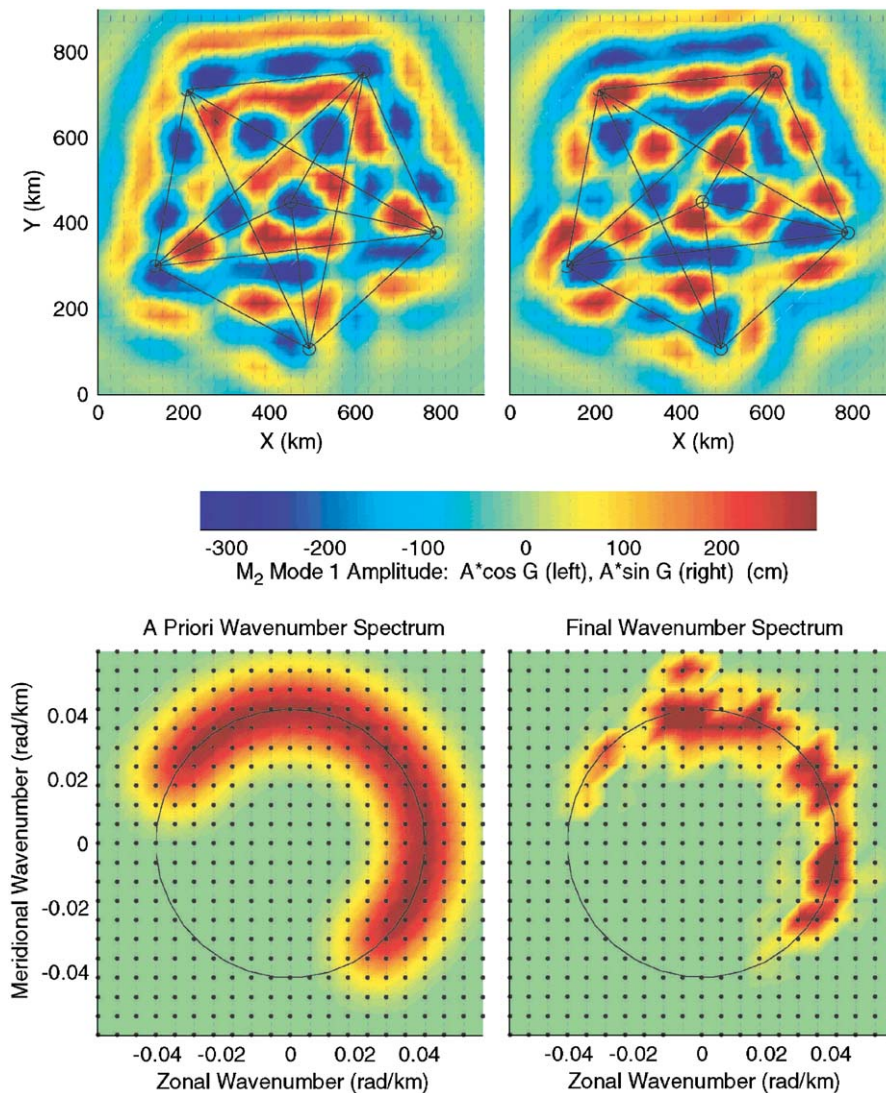 800
600
Y (km)
400
200
0
0 200 400 600 800
X (km)
0 200 400 600 800
X (km)
-300 -200 -100 0 100 200
M2 Mode 1 Amplitude: A*cos G (left), A*sin G (right) (cm)
A Priori Wavenumber Spectrum
Final Wavenumber Spectrum
Meridional Wavenumber (rad/km)
0.04
0.02
0
-0.02
-0.04
-0.04 -0.02 0 0.02 0.04
Zonal Wavenumber (rad/km)
-0.04 -0.02 0 0.02 0.04
Zonal Wavenumber (rad/km)